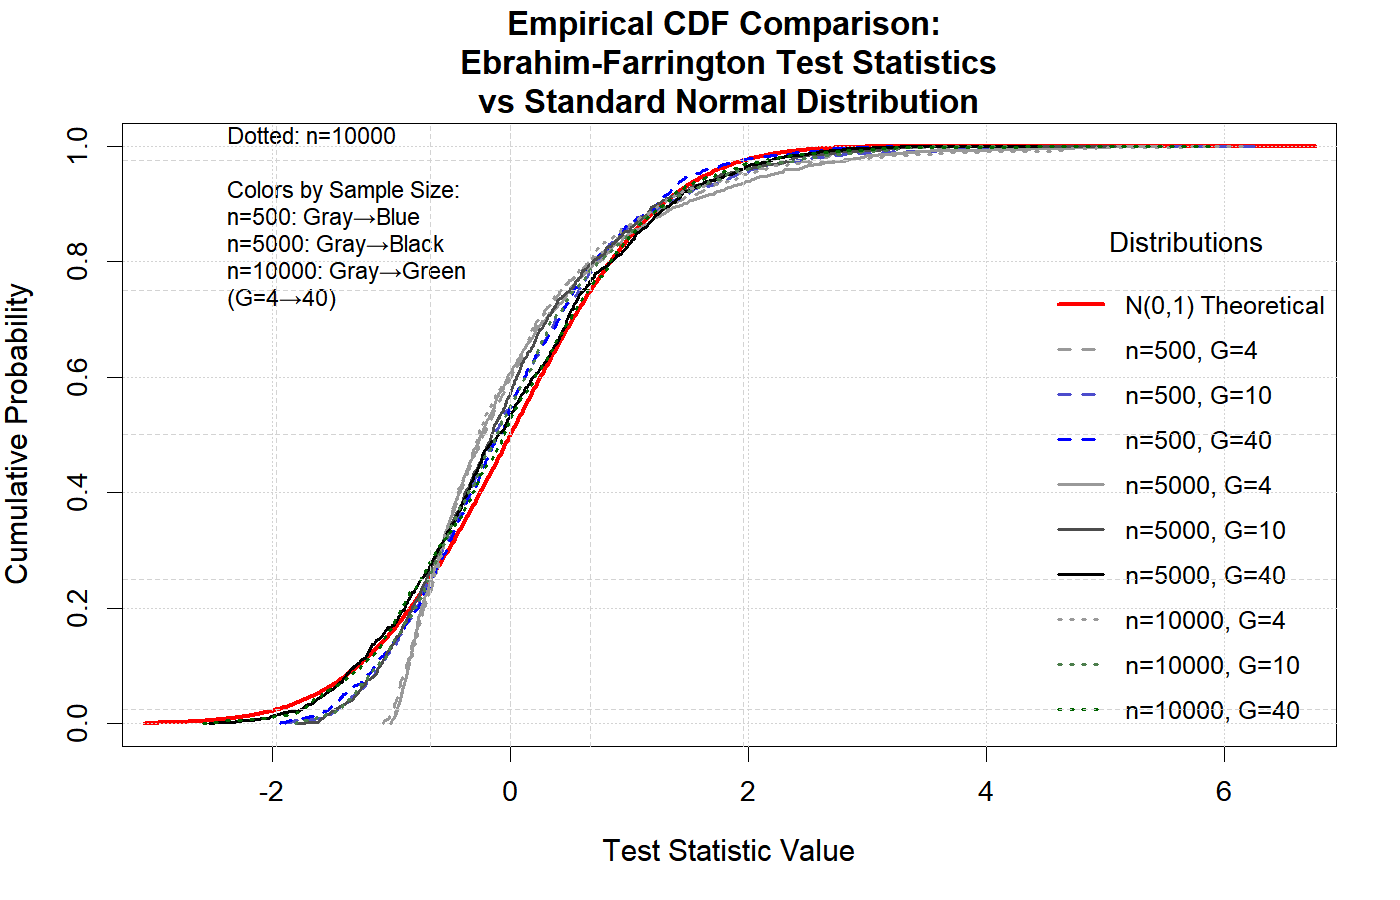 Empirical CDF Comparison:
Ebrahim-Farrington Test Statistics
vs Standard Normal Distribution
Dotted: n=10000
Colors by Sample Size:
n=500: Gray→Blue
n=5000: Gray→Black
n=10000: Gray→Green
(G=4→40)
Distributions
N(0,1) Theoretical
n=500, G=4
n=500, G=10
n=500, G=40
n=5000, G=4
n=5000, G=10
n=5000, G=40
n=10000, G=4
n=10000, G=10
n=10000, G=40
Cumulative Probability
1.0
0.8
0.6
0.4
0.2
0.0
-2 0 2 4 6
Test Statistic Value